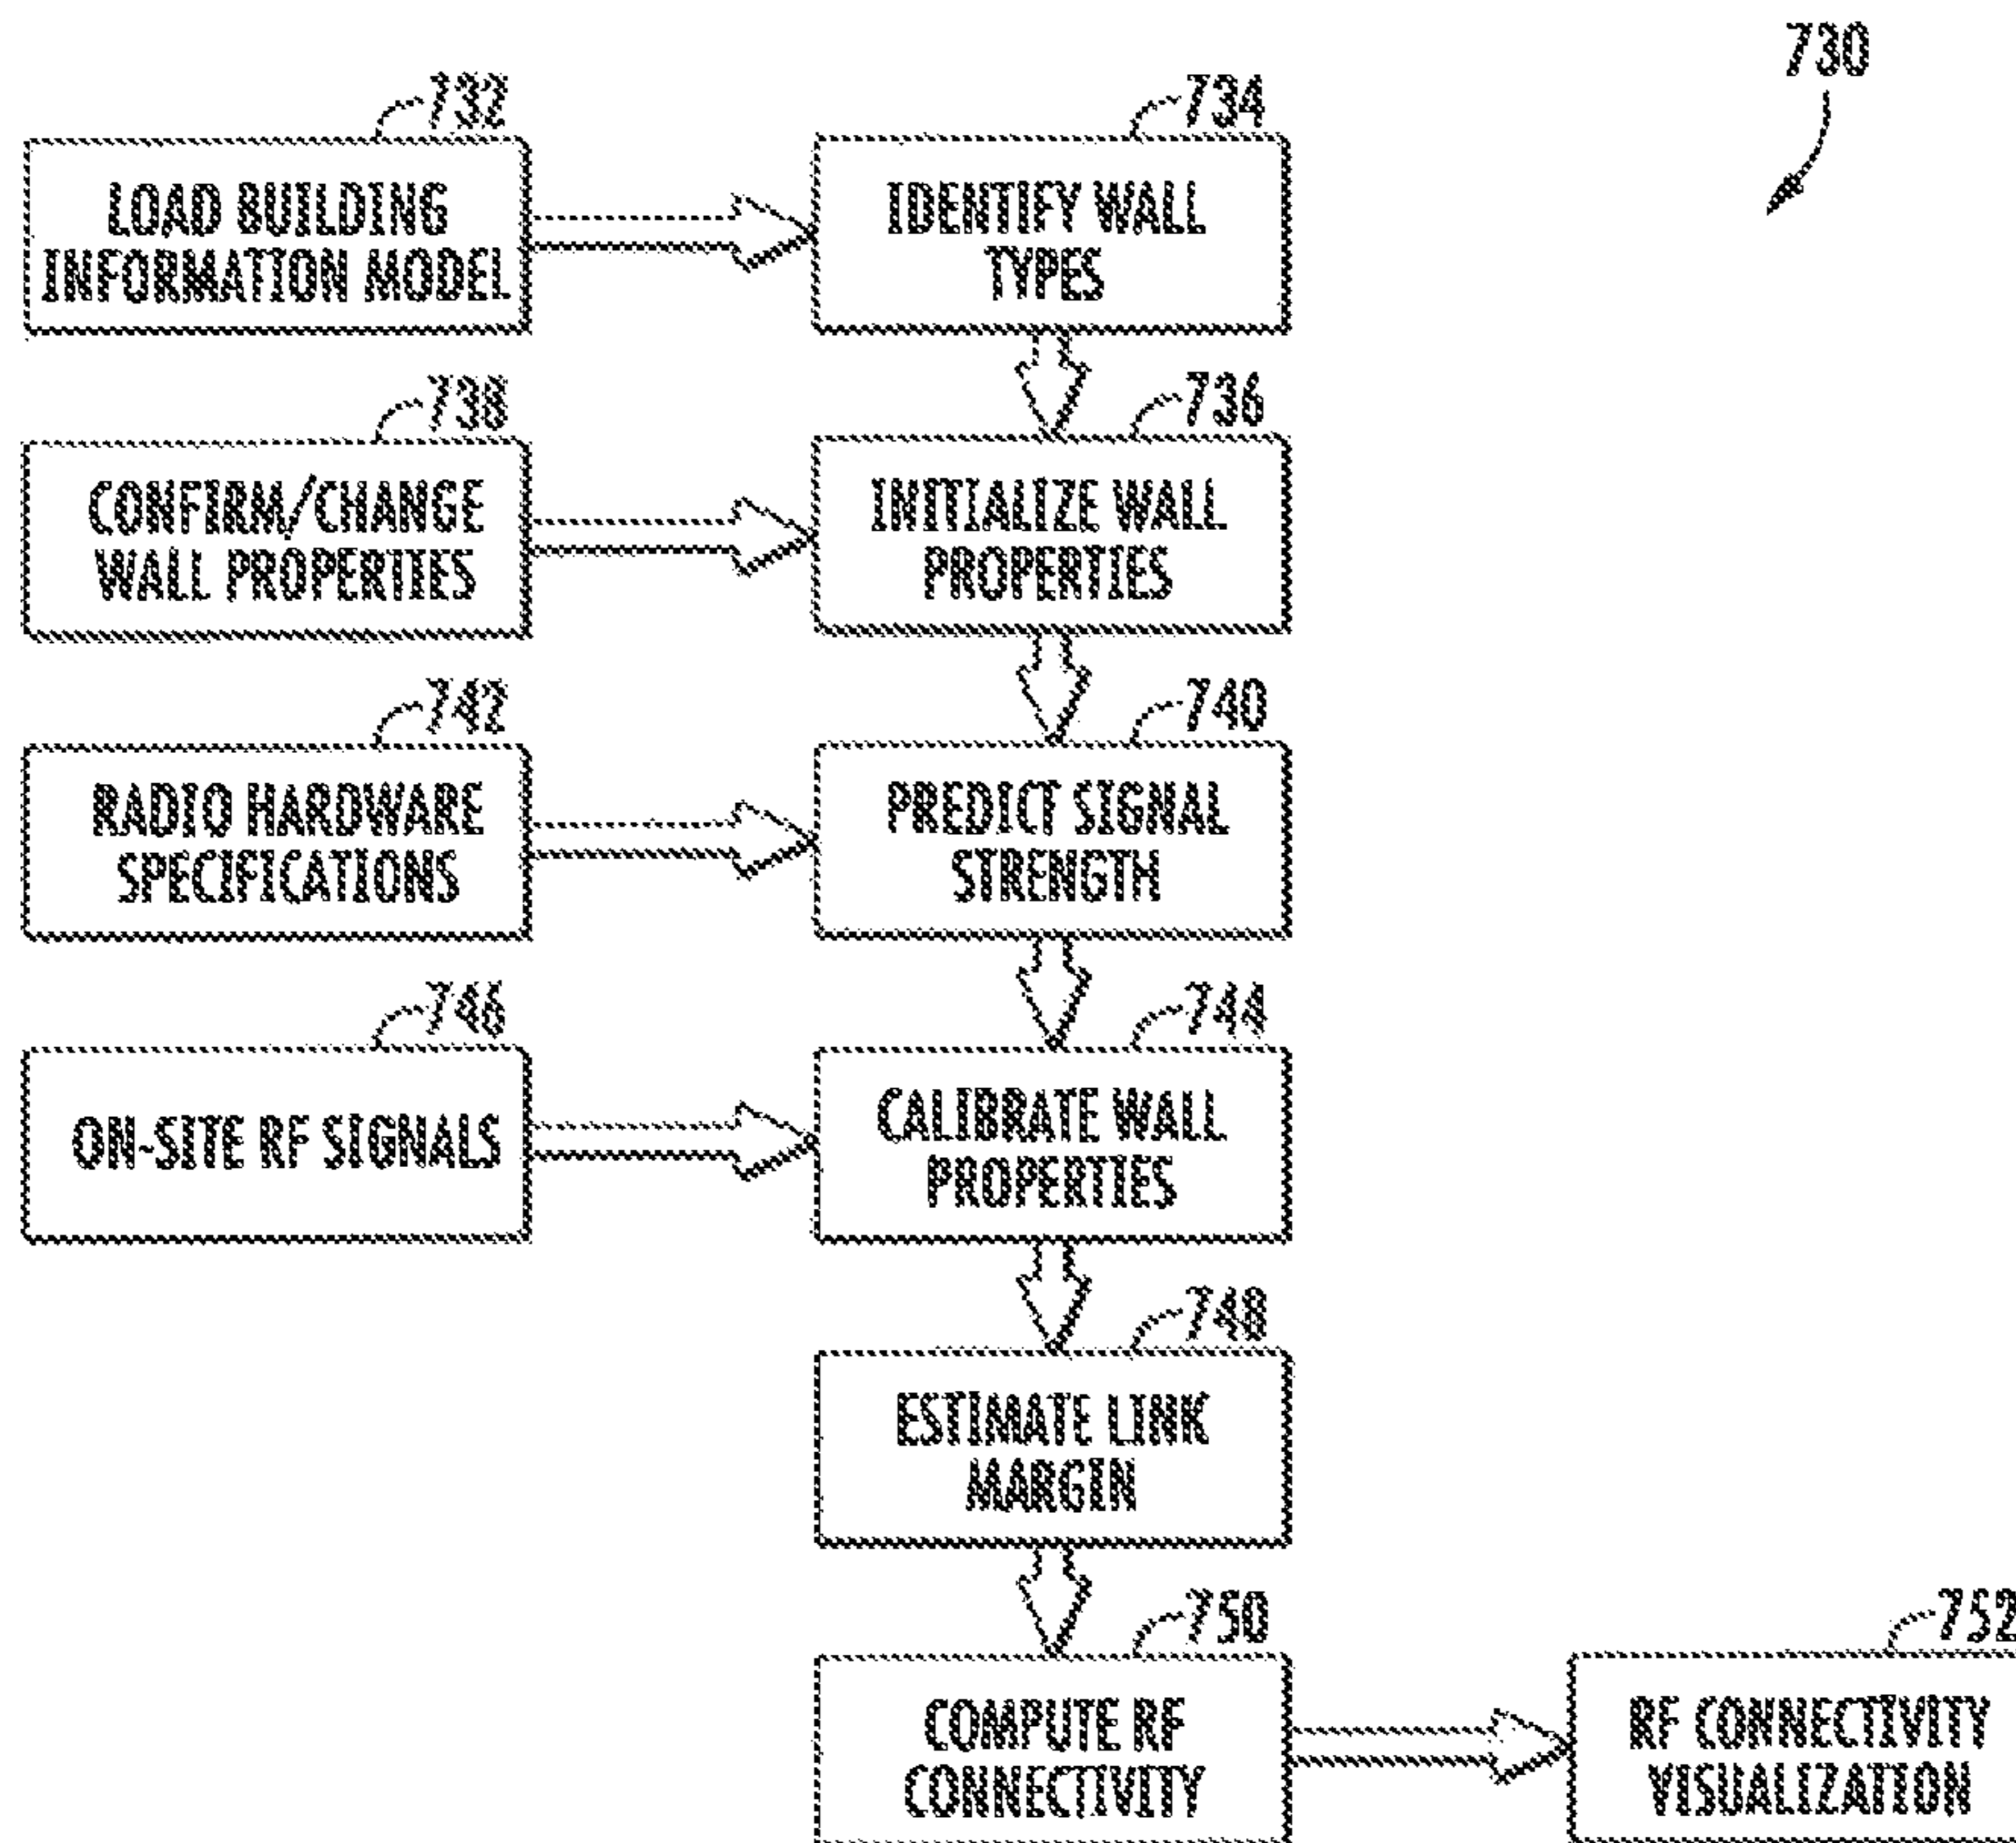 730
732
734
LOAD BUILDING
INFORMATION MODEL
IDENTIFY WALL
TYPES
738
736
CONFIRM/CHANGE
WALL PROPERTIES
INITIALIZE WALL
PROPERTIES
742
740
RADIO HARDWARE
SPECIFICATIONS
PREDICT SIGNAL
STRENGTH
746
744
ON-SITE RF SIGNALS
CALIBRATE WALL
PROPERTIES
748
ESTIMATE LINK
MARGIN
750
752
COMPUTE RF
CONNECTIVITY
RF CONNECTIVITY
VISUALIZATION